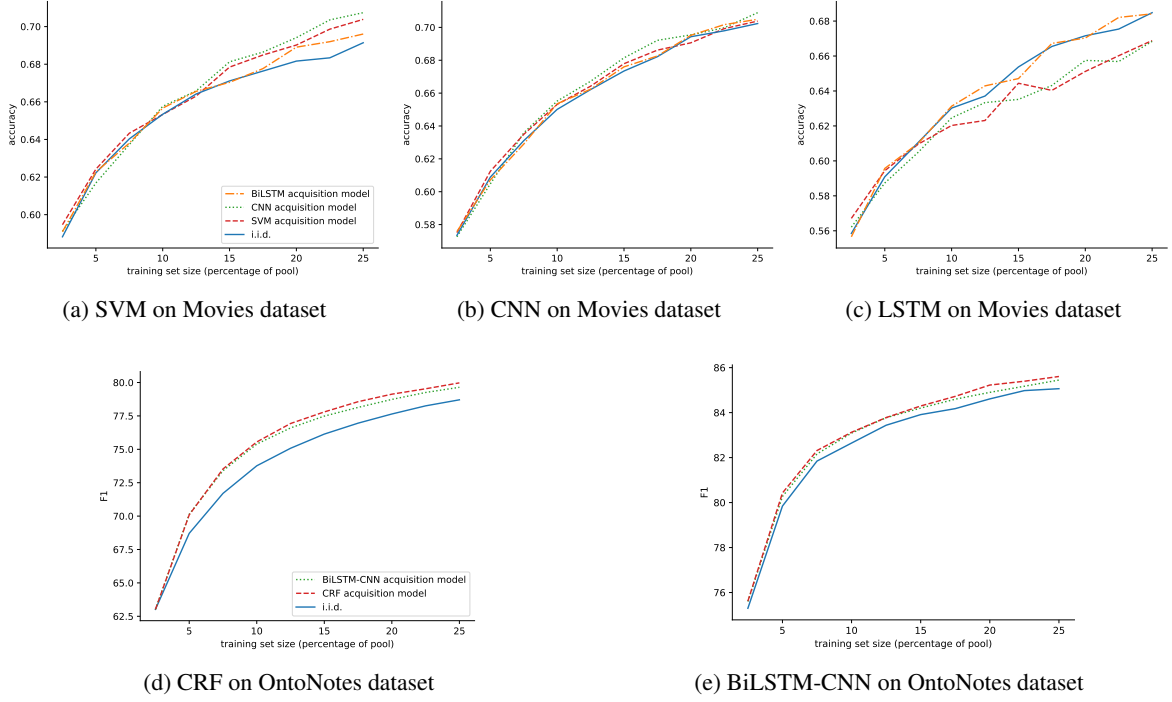 0.70
0.68
0.66
0.64
0.62
0.60
accuracy
BiLSTM acquisition model
CNN acquisition model
SVM acquisition model
i.i.d.
5 10 15 20 25
training set size (percentage of pool)
(a) SVM on Movies dataset
0.70
0.68
0.66
0.64
0.62
0.60
0.58
accuracy
5 10 15 20 25
training set size (percentage of pool)
(b) CNN on Movies dataset
0.68
0.66
0.64
0.62
0.60
0.58
0.56
accuracy
5 10 15 20 25
training set size (percentage of pool)
(c) LSTM on Movies dataset
80.0
77.5
75.0
72.5
70.0
67.5
65.0
62.5
F1
BiLSTM-CNN acquisition model
CRF acquisition model
i.i.d.
5 10 15 20 25
training set size (percentage of pool)
(d) CRF on OntoNotes dataset
86
84
82
80
78
76
F1
5 10 15 20 25
training set size (percentage of pool)
(e) BiLSTM-CNN on OntoNotes dataset